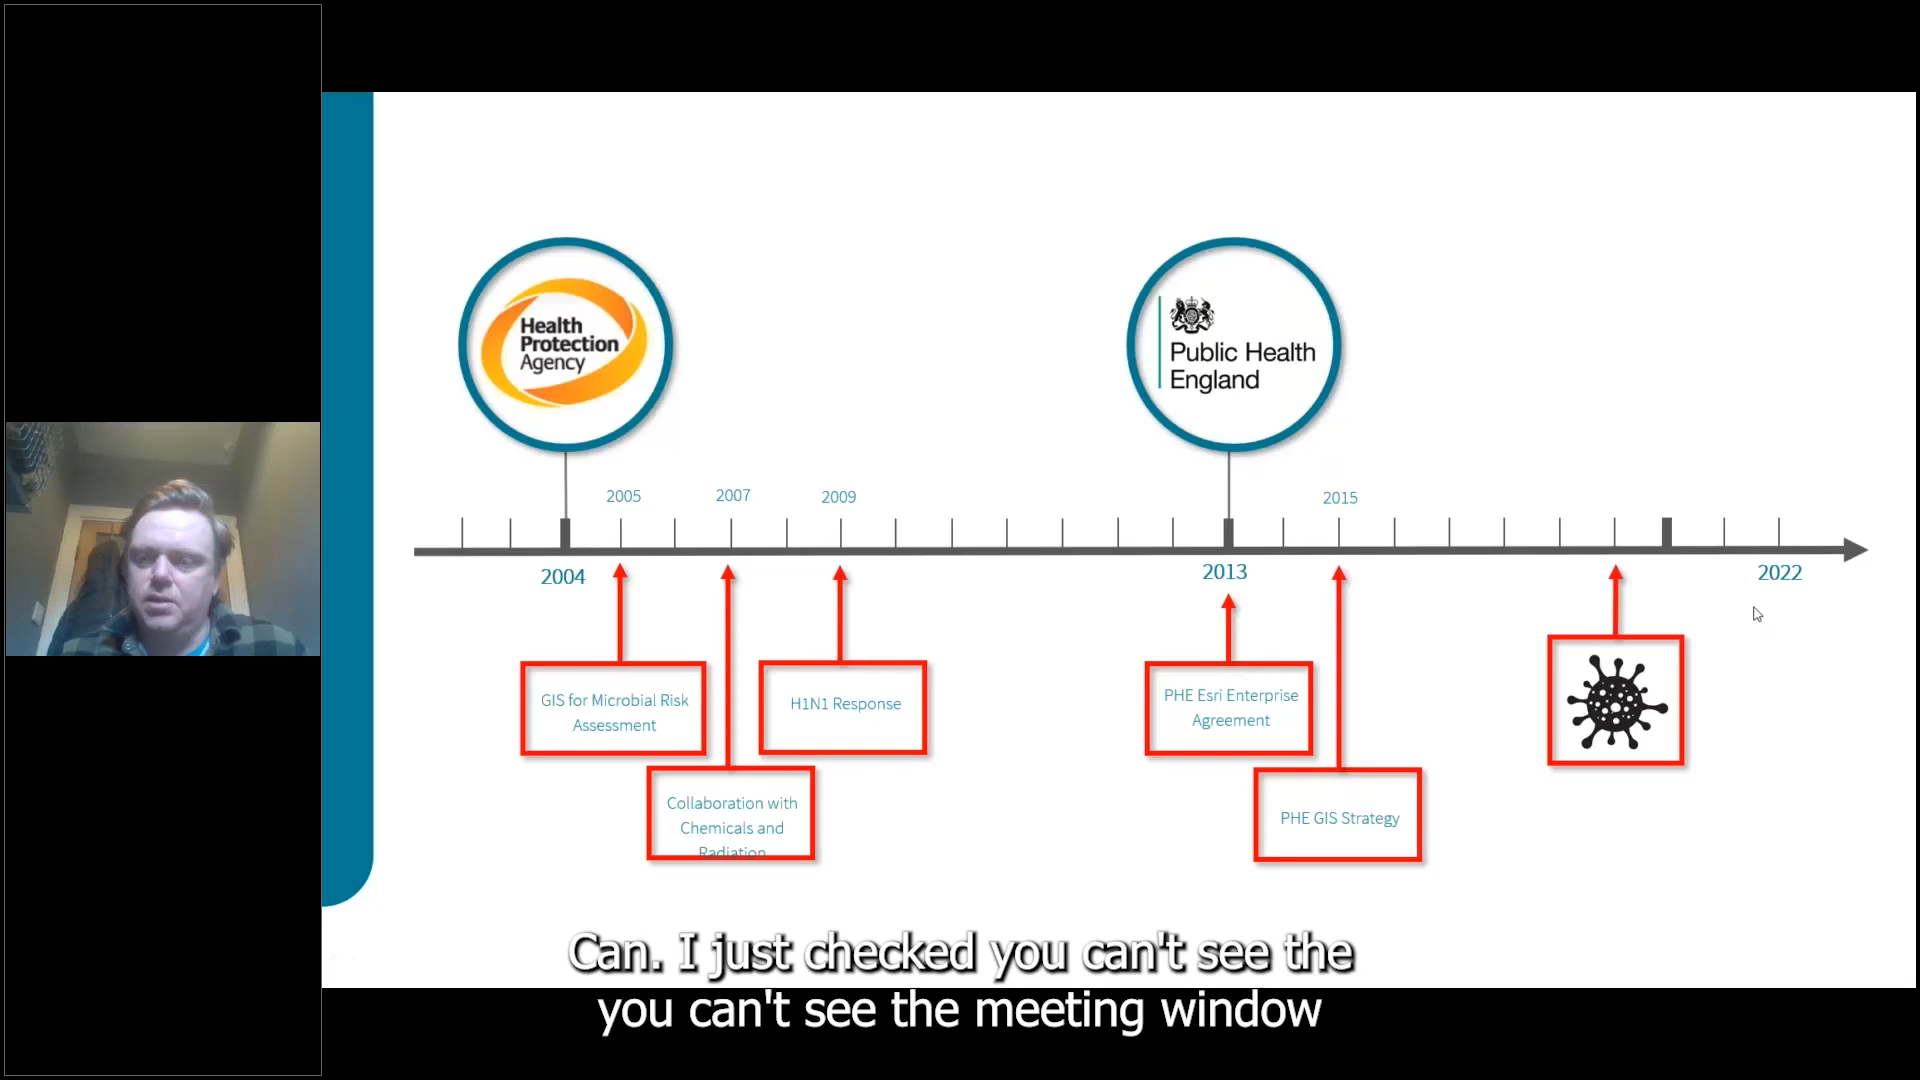 Health
Protection
Agency
Public Health
England
2005
2007
2009
2015
2004
2013
2022
GIS for Microbial Risk
Assessment
H1N1 Response
PHE Esri Enterprise
Agreement
Collaboration with
Chemicals and
Radiation
PHE GIS Strategy
Can. I just checked you can't see the
you can't see the meeting window